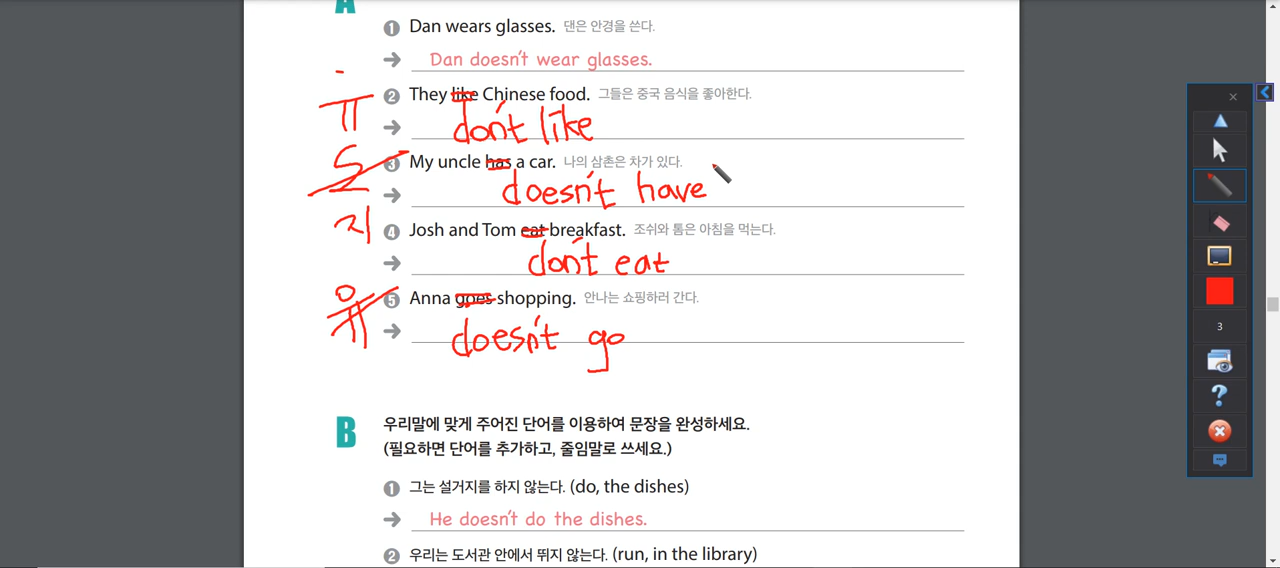 A
1 Dan wears glasses. 댄은 안경을 쓴다.
→ Dan doesn't wear glasses.
2 They like Chinese food. 그들은 중국 음식을 좋아한다.
→ don't like
3 My uncle has a car. 나의 삼촌은 차가 있다.
→ doesn't have
4 Josh and Tom eat breakfast. 조쉬와 톰은 아침을 먹는다.
→ don't eat
5 Anna goes shopping. 안나는 쇼핑하러 간다.
→ doesn't go
B 우리말에 맞게 주어진 단어를 이용하여 문장을 완성하세요.
(필요하면 단어를 추가하고, 줄임말로 쓰세요.)
1 그는 설거지를 하지 않는다. (do, the dishes)
→ He doesn't do the dishes.
2 우리는 도서관 안에서 뛰지 않는다. (run, in the library)
3